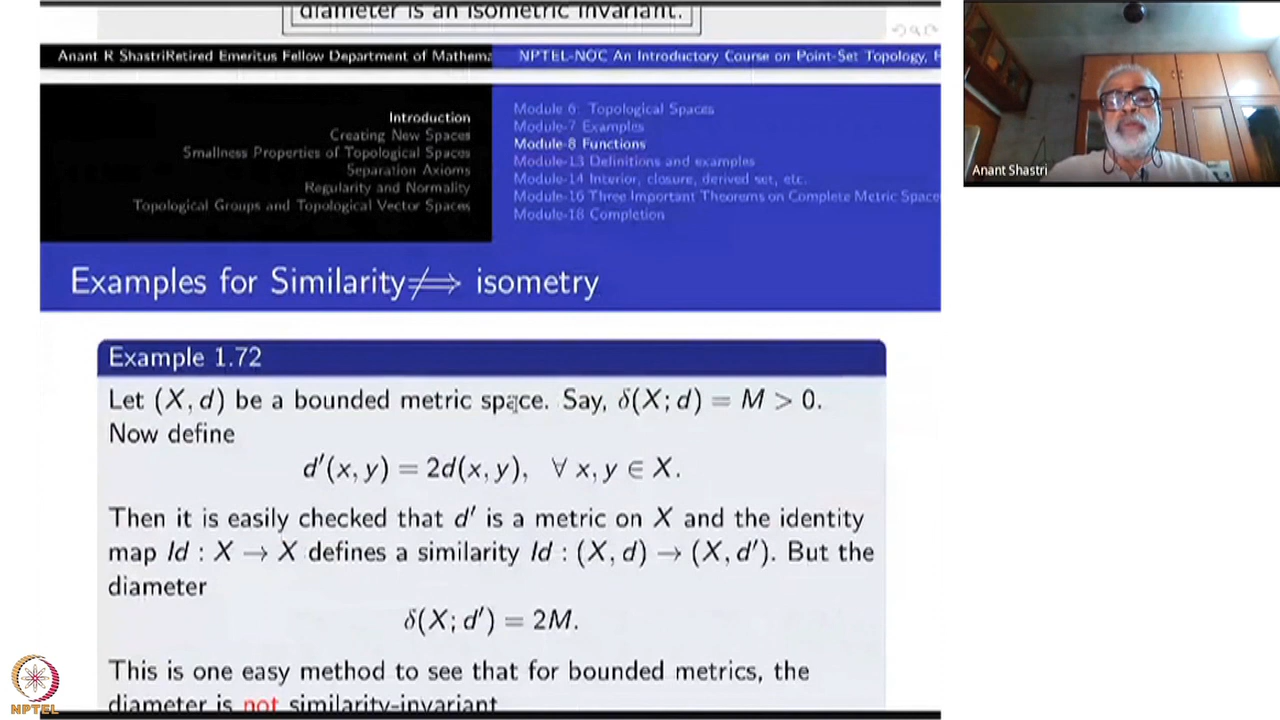 diameter is an isometric invariant.
Anant R ShastriRetired Emeritus Fellow Department of Mathema
NPTEL-NOC An Introductory Course on Point-Set Topology, P
Introduction
Creating New Spaces
Smallness Properties of Topological Spaces
Separation Axioms
Regularity and Normality
Topological Groups and Topological Vector Spaces
Module 6: Topological Spaces
Module-7 Examples
Module-8 Functions
Module-13 Definitions and examples
Module-14 Interior, closure, derived set, etc.
Module-16 Three Important Theorems on Complete Metric Space
Module-18 Completion
Anant Shastri
Examples for Similarity⇏ isometry
Example 1.72
Let (X, d) be a bounded metric space. Say, δ(X; d) = M > 0.
Now define
d′(x, y) = 2d(x, y), ∀ x, y ∈ X.
Then it is easily checked that d′ is a metric on X and the identity
map Id : X → X defines a similarity Id : (X, d) → (X, d′). But the
diameter
δ(X; d′) = 2M.
This is one easy method to see that for bounded metrics, the
diameter is not similarity-invariant
NPTEL